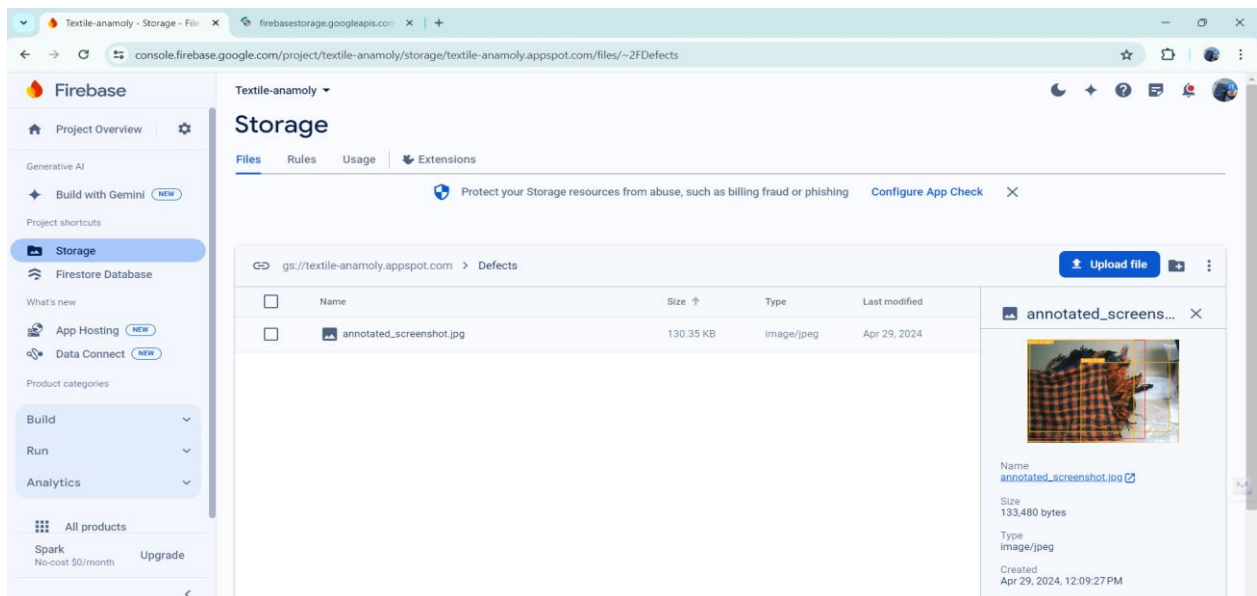 Textile-anamoly - Storage - File
firebasestorage.googleapis.com
console.firebase.google.com/project/textile-anamoly/storage/textile-anamoly.appspot.com/files/~2FDefects
Firebase
Project Overview
Generative AI
Build with Gemini NEW
Project shortcuts
Storage
Firestore Database
What's new
App Hosting NEW
Data Connect NEW
Product categories
Build
Run
Analytics
All products
Spark
No-cost $0/month
Upgrade
Textile-anamoly
Storage
Files Rules Usage Extensions
Protect your Storage resources from abuse, such as billing fraud or phishing Configure App Check
gs://textile-anamoly.appspot.com > Defects
Upload file
Name Size Type Last modified
annotated_screenshot.jpg 130.35 KB image/jpeg Apr 29, 2024
annotated_screens...
Name
annotated_screenshot.jpg
Size
133,480 bytes
Type
image/jpeg
Created
Apr 29, 2024, 12:09:27 PM